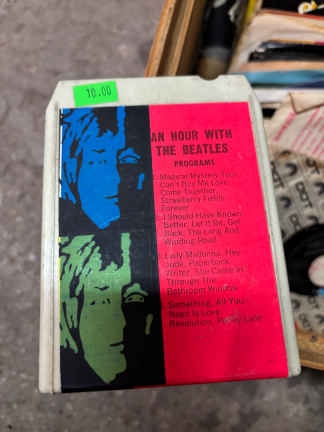 10.00
AN HOUR WITH
THE BEATLES
PROGRAMS
Magical Mystery Tour,
Can't Buy Me Love,
Come Together,
Strawberry Fields
Forever
I Should Have Known
Better, Let It Be, Get
Back, The Long And
Winding Road
Lady Madonna, Hey
Jude, Paperback
Writer, She Came In
Through The
Bathroom Window
Something, All You
Need Is Love,
Revolution, Penny Lane